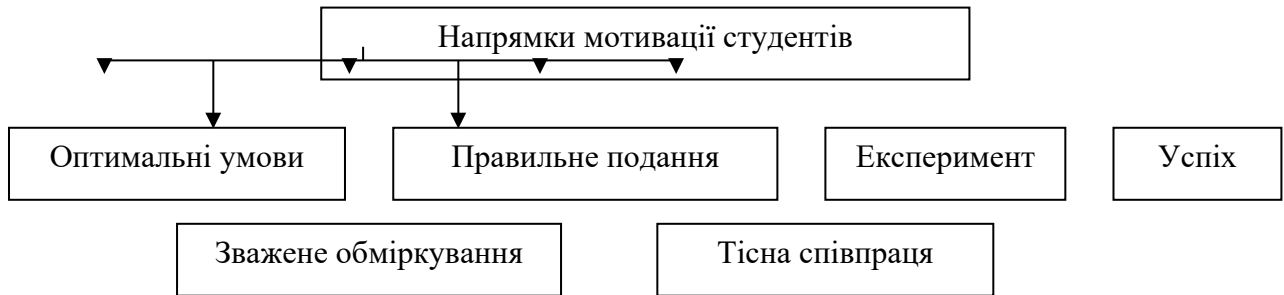 Напрямки мотивації студентів
Оптимальні умови
Правильне подання
Експеримент
Успіх
Зважене обміркування
Тісна співпраця